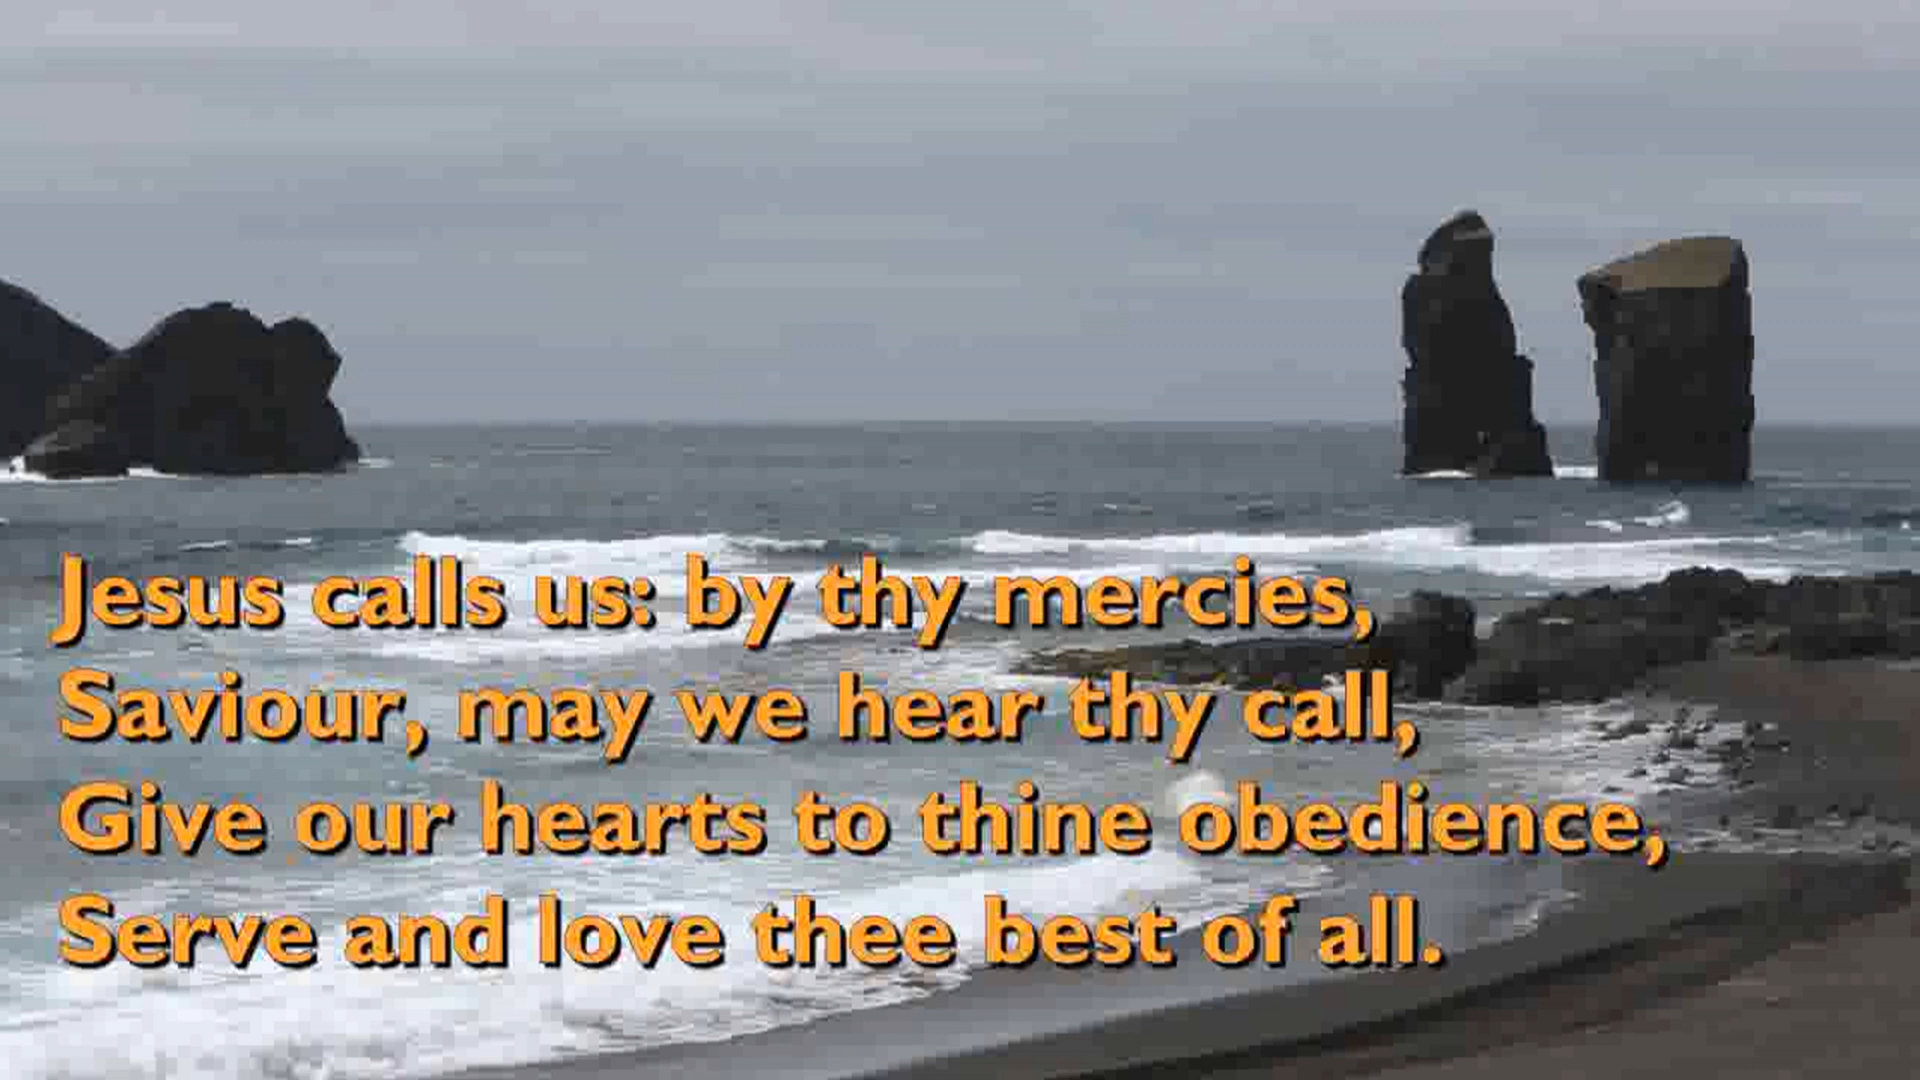 Jesus calls us: by thy mercies,
Saviour, may we hear thy call,
Give our hearts to thine obedience,
Serve and love thee best of all.